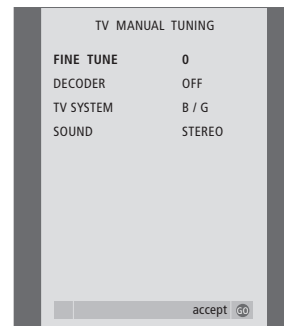 TV MANUAL TUNING
FINE TUNE 0
DECODER OFF
TV SYSTEM B / G
SOUND STEREO
accept GO